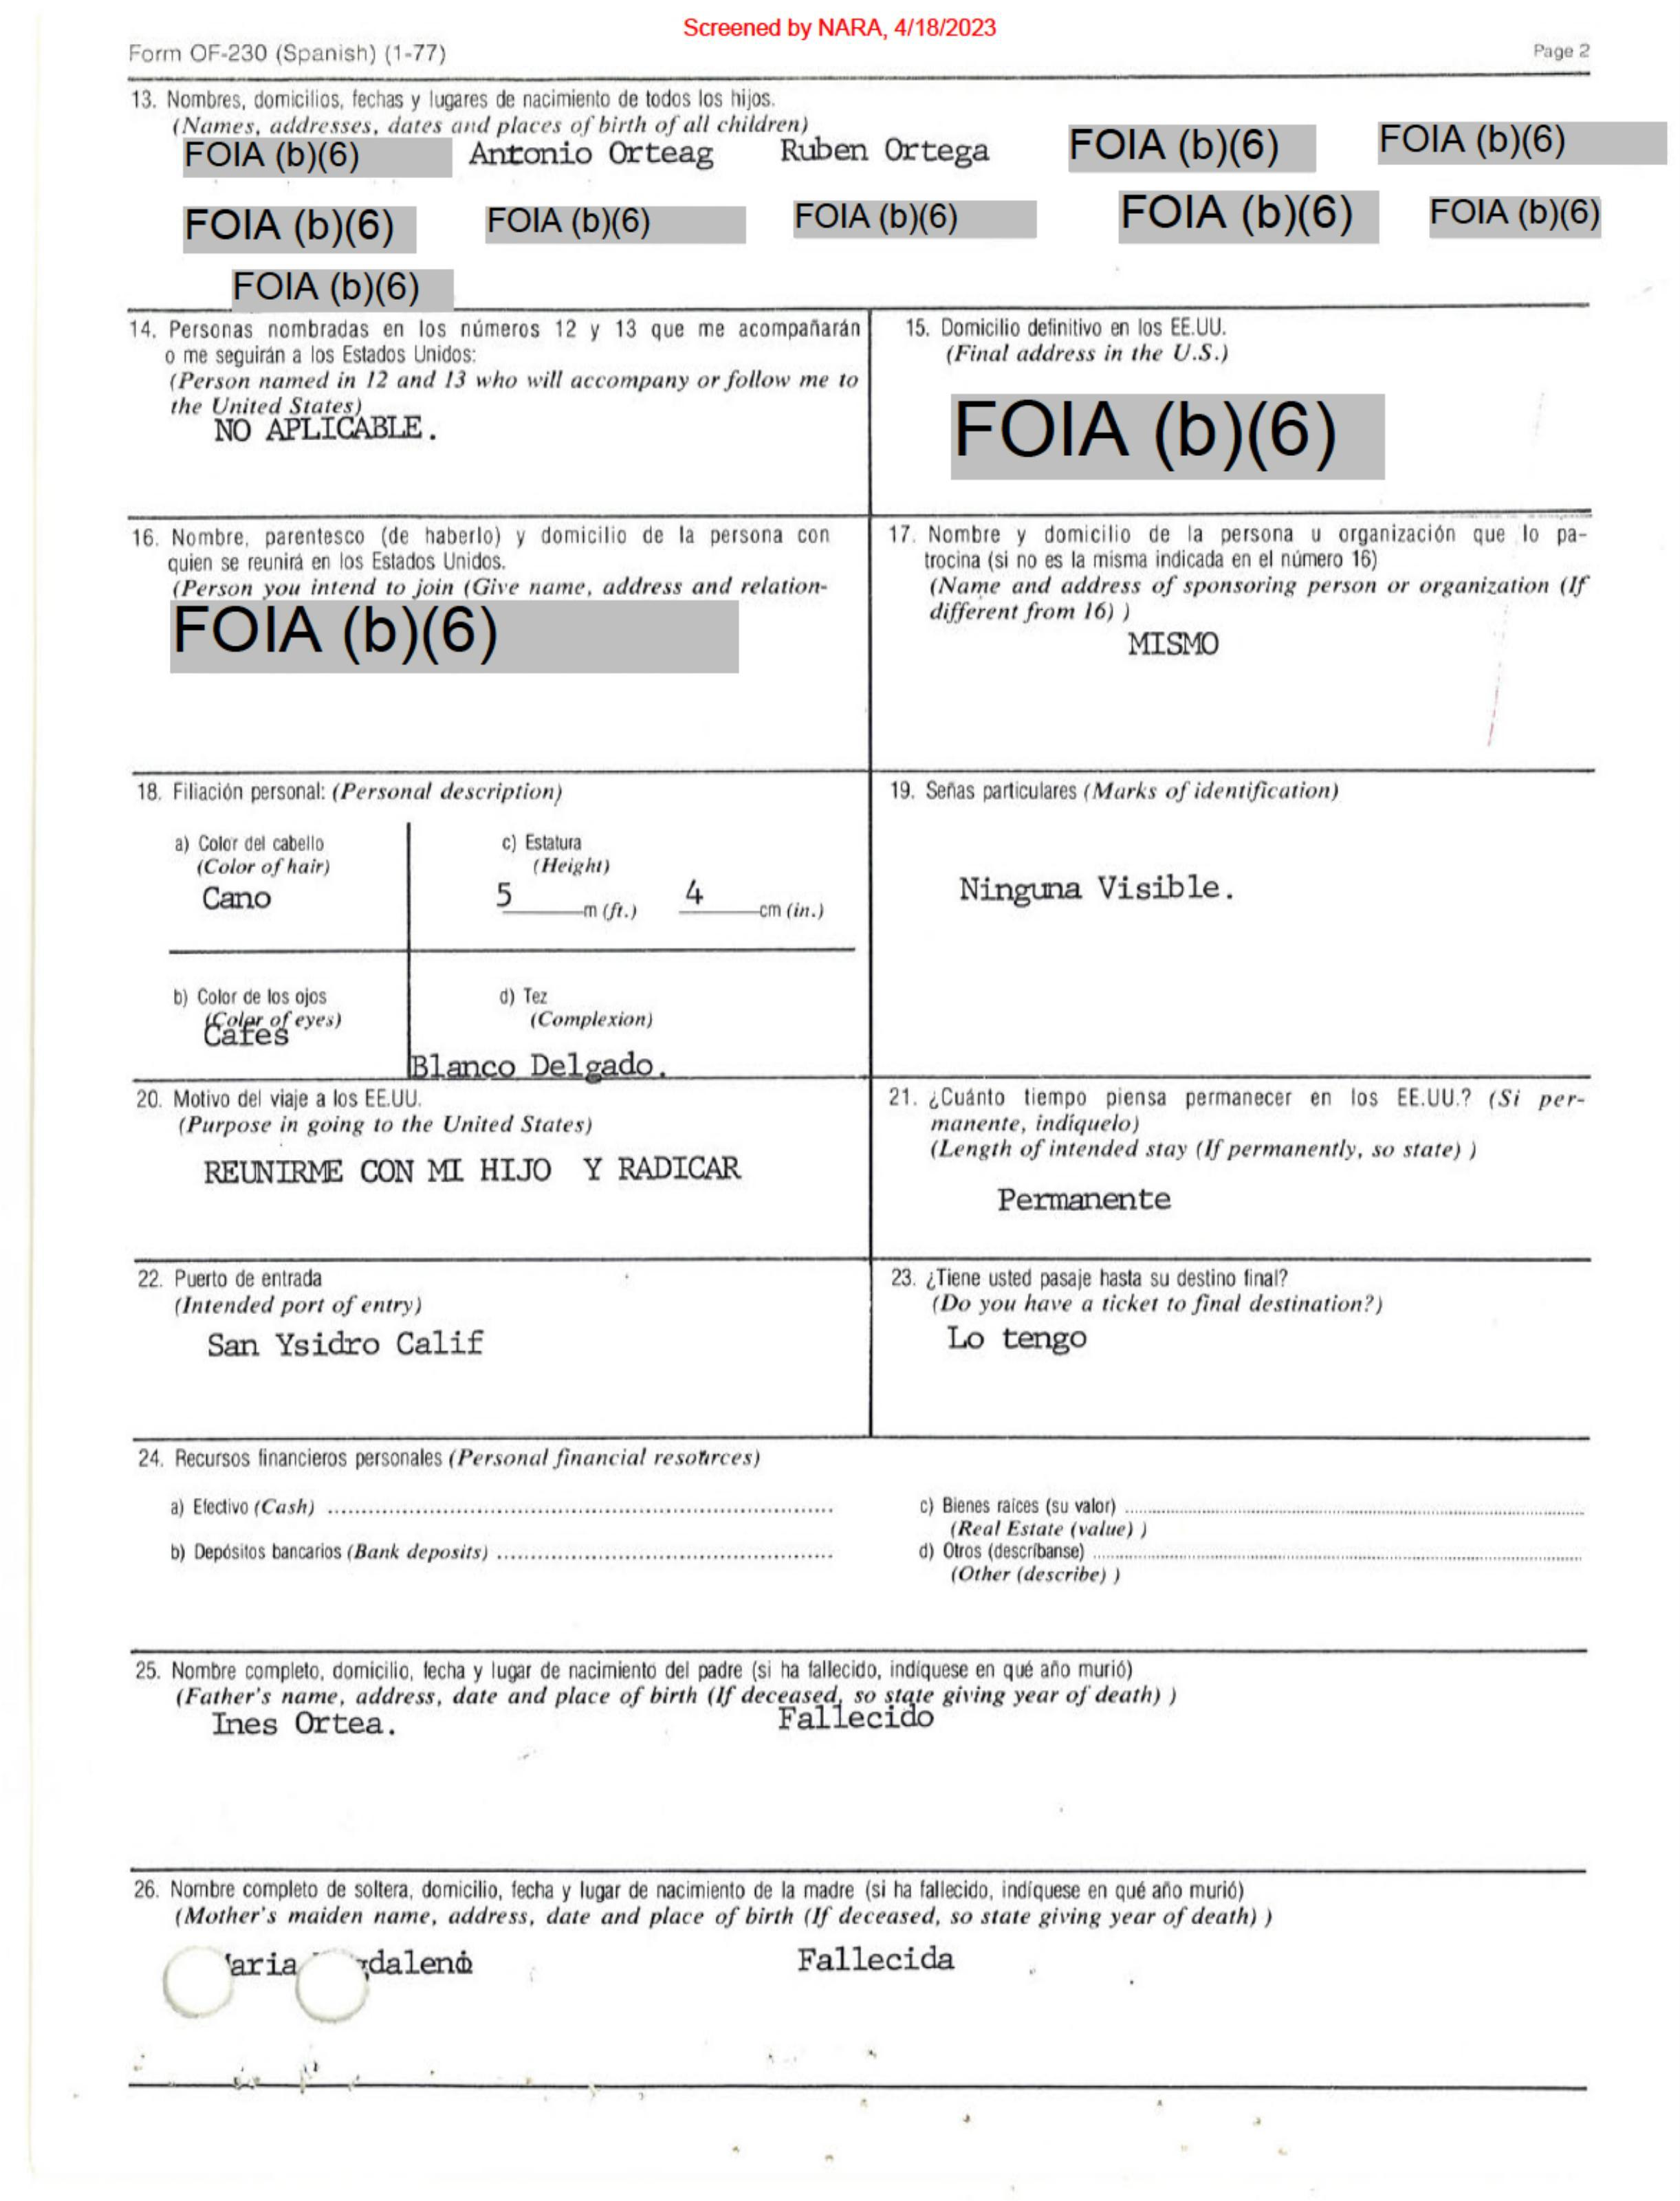 Screened by NARA, 4/18/2023
Form OF-230 (Spanish) (1-77) Page 2
13. Nombres, domicilios, fechas y lugares de nacimiento de todos los hijos.
(Names, addresses, dates and places of birth of all children)
FOIA (b)(6) Antonio Orteag Ruben Ortega FOIA (b)(6) FOIA (b)(6)
FOIA (b)(6) FOIA (b)(6) FOIA (b)(6) FOIA (b)(6) FOIA (b)(6)
FOIA (b)(6)
14. Personas nombradas en los números 12 y 13 que me acompañarán
o me seguirán a los Estados Unidos:
(Person named in 12 and 13 who will accompany or follow me to
the United States)
NO APLICABLE.
15. Domicilio definitivo en los EE.UU.
(Final address in the U.S.)
FOIA (b)(6)
16. Nombre, parentesco (de haberlo) y domicilio de la persona con
quien se reunirá en los Estados Unidos.
(Person you intend to join (Give name, address and relation-
FOIA (b)(6)
17. Nombre y domicilio de la persona u organización que lo pa-
trocina (si no es la misma indicada en el número 16)
(Name and address of sponsoring person or organization (If
different from 16) )
MISMO
18. Filiación personal: (Personal description)
a) Color del cabello
(Color of hair)
Cano
c) Estatura
(Height)
5 m (ft.) 4 cm (in.)
b) Color de los ojos
(Color of eyes)
Cafes
d) Tez
(Complexion)
Blanco Delgado.
19. Señas particulares (Marks of identification)
Ninguna Visible.
20. Motivo del viaje a los EE.UU.
(Purpose in going to the United States)
REUNIRME CON MI HIJO Y RADICAR
21. ¿Cuánto tiempo piensa permanecer en los EE.UU.? (Si per-
manente, indíquelo)
(Length of intended stay (If permanently, so state) )
Permanente
22. Puerto de entrada
(Intended port of entry)
San Ysidro Calif
23. ¿Tiene usted pasaje hasta su destino final?
(Do you have a ticket to final destination?)
Lo tengo
24. Recursos financieros personales (Personal financial resources)
a) Efectivo (Cash)
b) Depósitos bancarios (Bank deposits)
c) Bienes raíces (su valor)
(Real Estate (value) )
d) Otros (descríbanse)
(Other (describe) )
25. Nombre completo, domicilio, fecha y lugar de nacimiento del padre (si ha fallecido, indíquese en qué año murió)
(Father's name, address, date and place of birth (If deceased, so state giving year of death) )
Ines Ortea. Fallecido
26. Nombre completo de soltera, domicilio, fecha y lugar de nacimiento de la madre (si ha fallecido, indíquese en qué año murió)
(Mother's maiden name, address, date and place of birth (If deceased, so state giving year of death) )
aria Fallecida